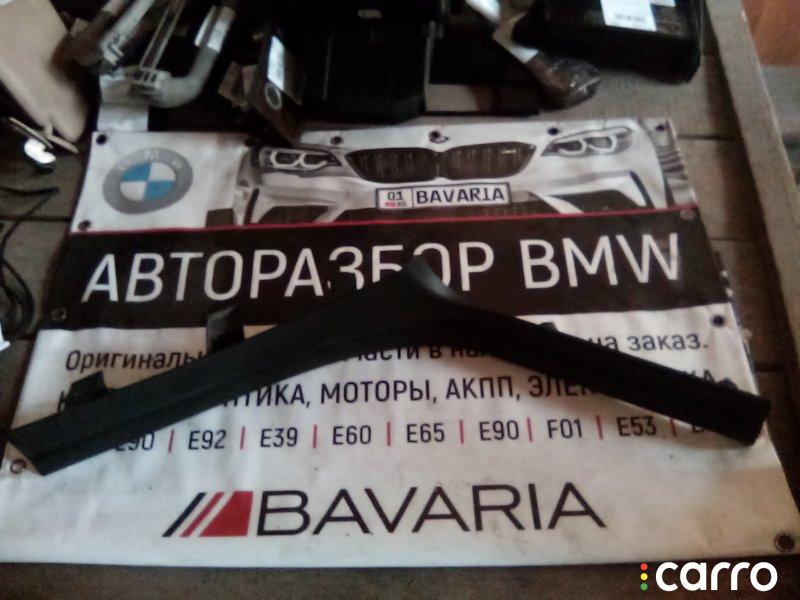 BMW
01 KG BAVARIA
АВТОРАЗБОР BMW
на заказ.
МОТОРЫ, АКПП,
E90 | E92 | E39 | E60 | E65 | E90 | F01 | E53 |
BAVARIA
carro